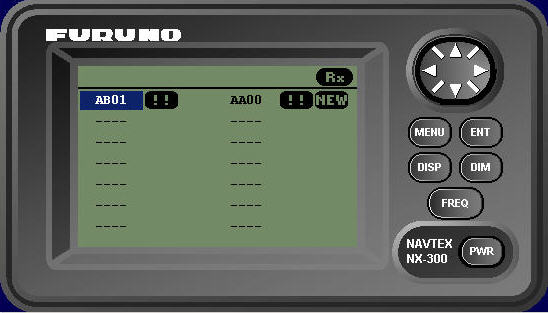 FURUNO
Rx
AB01 !! AA00 !! NEW
---- ----
---- ----
---- ----
---- ----
---- ----
---- ----
MENU ENT
DISP DIM
FREQ
NAVTEX
NX-300
PWR